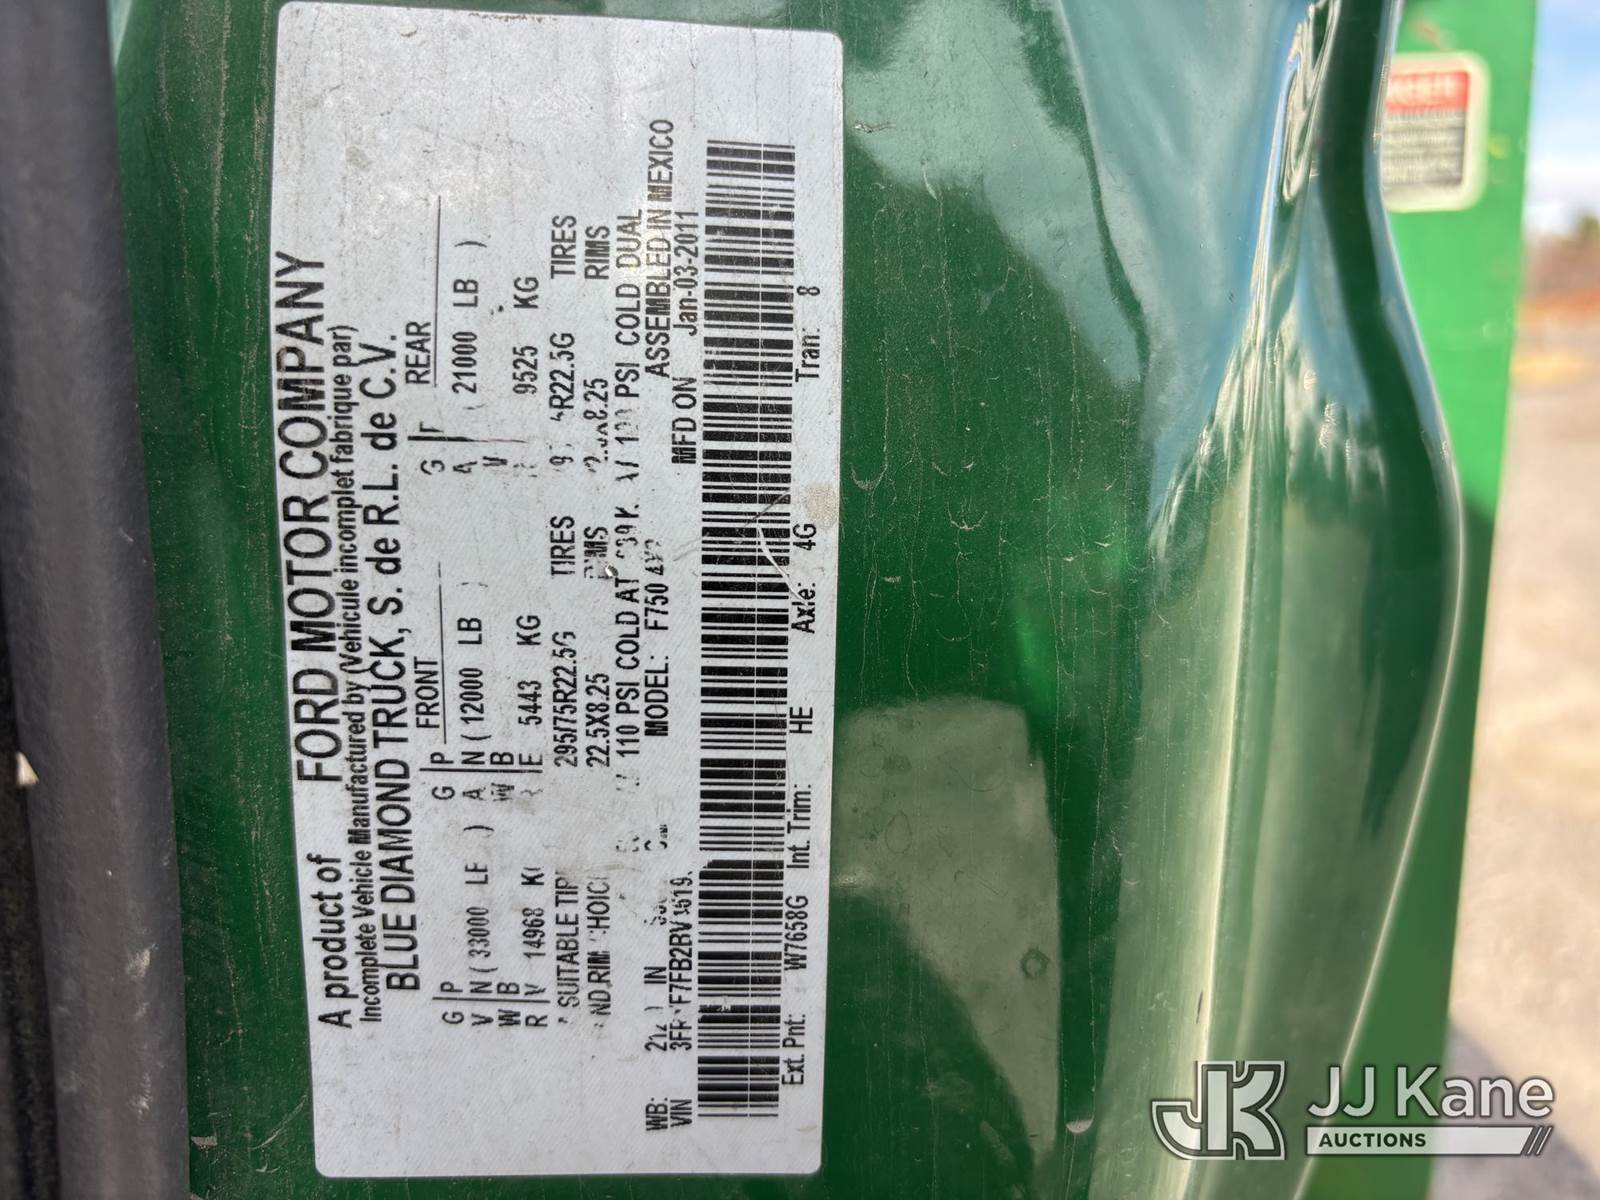 A product of FORD MOTOR COMPANY
Incomplete Vehicle Manufactured by (Vehicule incomplet fabrique par)
BLUE DIAMOND TRUCK, S. de R.L. de C.V.
G P G P FRONT G REAR
V N ( 33000 ) A N ( 12000 LB ) A ( 21000 LB )
W B W B
R V 14968 E 5443 KG 9525 KG
SUITABLE 295/75R22.5G TIRES TIRES
22.5X8.25 RIMS RIMS
110 PSI COLD AT PSI COLD DUAL
WB: IN MODEL: F750 ASSEMBLED IN MEXICO
VIN MFD ON Jan-03-2011
Ext. Pnt: W7658G Int. Trim: HE Axle: 4G Tran: 8
JJ Kane
AUCTIONS